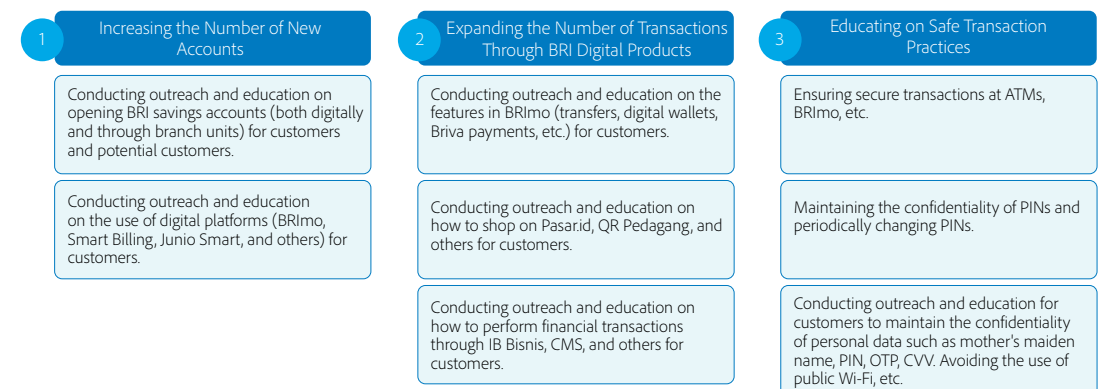 1
Increasing the Number of New
Accounts
Conducting outreach and education on
opening BRI savings accounts (both digitally
and through branch units) for customers
and potential customers.
Conducting outreach and education
on the use of digital platforms (BRImo,
Smart Billing, Junio Smart, and others) for
customers.
2
Expanding the Number of Transactions
Through BRI Digital Products
Conducting outreach and education on the
features in BRImo (transfers, digital wallets,
Briva payments, etc.) for customers.
Conducting outreach and education on
how to shop on Pasar.id, QR Pedagang, and
others for customers.
Conducting outreach and education on
how to perform financial transactions
through IB Bisnis, CMS, and others for
customers.
3
Educating on Safe Transaction
Practices
Ensuring secure transactions at ATMs,
BRImo, etc.
Maintaining the confidentiality of PINs and
periodically changing PINs.
Conducting outreach and education for
customers to maintain the confidentiality
of personal data such as mother's maiden
name, PIN, OTP, CVV. Avoiding the use of
public Wi-Fi, etc.